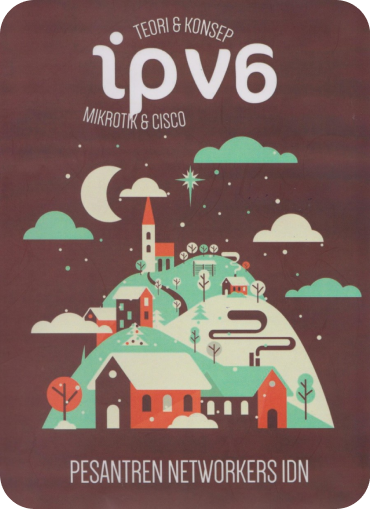 TEORI & KONSEP
ipv6
MIKROTIK & CISCO
PESANTREN NETWORKERS IDN